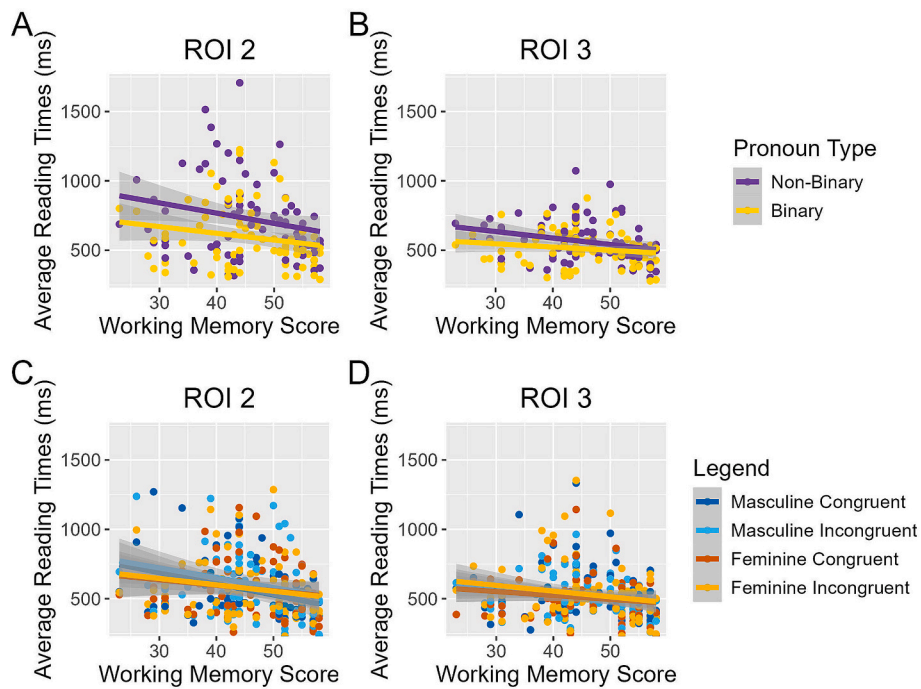 A
ROI 2
Average Reading Times (ms)
1500
1000
500
30 40 50
Working Memory Score
B
ROI 3
Average Reading Times (ms)
1500
1000
500
30 40 50
Working Memory Score
Pronoun Type
Non-Binary
Binary
C
ROI 2
Average Reading Times (ms)
1500
1000
500
30 40 50
Working Memory Score
D
ROI 3
Average Reading Times (ms)
1500
1000
500
30 40 50
Working Memory Score
Legend
Masculine Congruent
Masculine Incongruent
Feminine Congruent
Feminine Incongruent